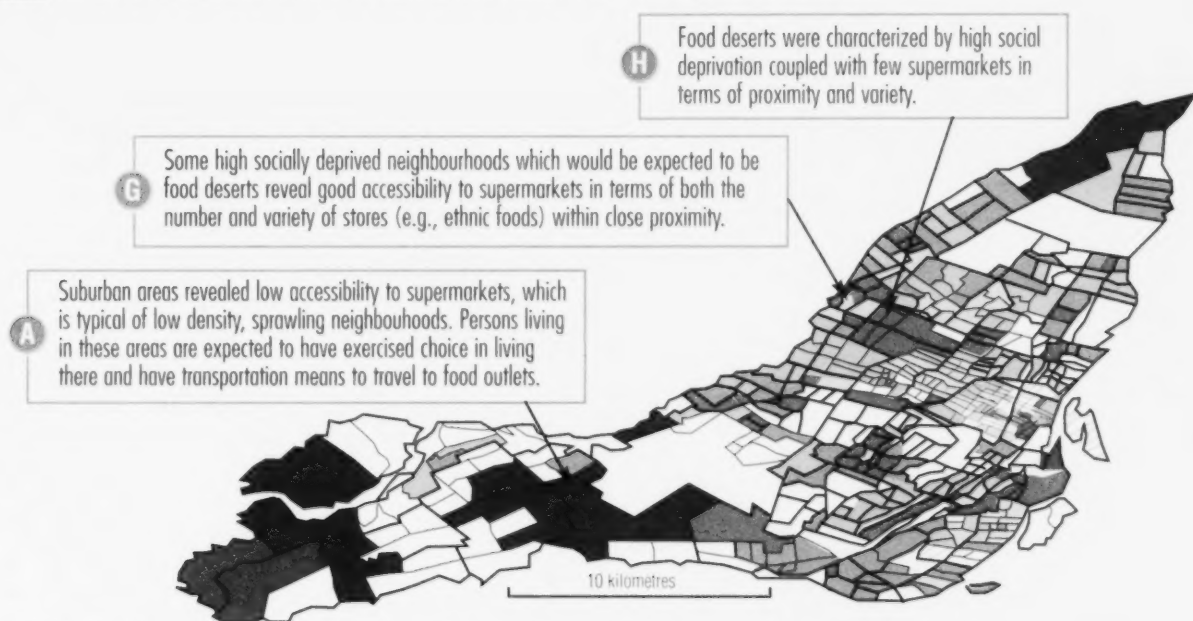 H
Food deserts were characterized by high social
deprivation coupled with few supermarkets in
terms of proximity and variety.
G
Some high socially deprived neighbourhoods which would be expected to be
food deserts reveal good accessibility to supermarkets in terms of both the
number and variety of stores (e.g., ethnic foods) within close proximity.
A
Suburban areas revealed low accessibility to supermarkets, which
is typical of low density, sprawling neighbouhoods. Persons living
in these areas are expected to have exercised choice in living
there and have transportation means to travel to food outlets.
10 kilometres